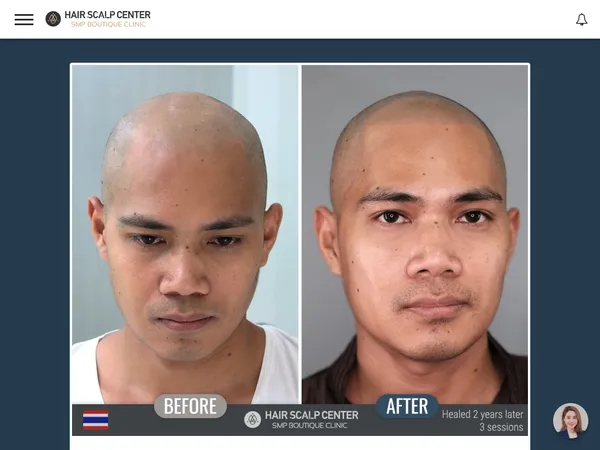 HAIR SCALP CENTER
SMP BOUTIQUE CLINIC
BEFORE
HAIR SCALP CENTER
SMP BOUTIQUE CLINIC
AFTER
Healed 2 years later
3 sessions